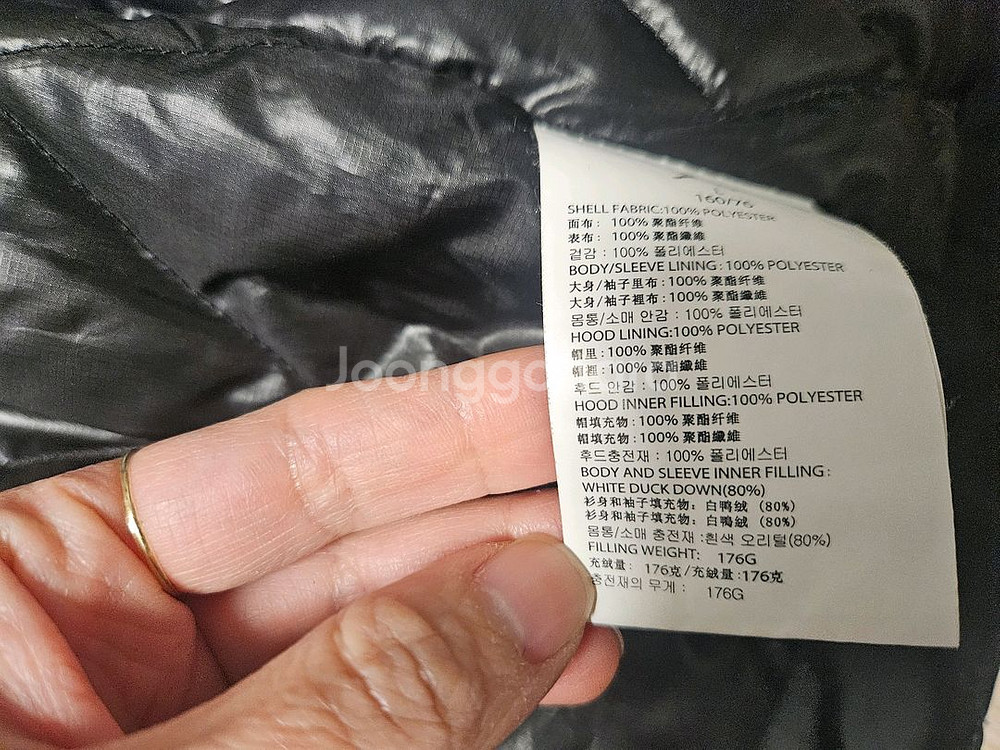 L
160/76
SHELL FABRIC:100% POLYESTER
面布: 100% 聚酯纤维
表布: 100% 聚酯纖維
겉감 : 100% 폴리에스터
BODY/SLEEVE LINING: 100% POLYESTER
大身/袖子里布: 100% 聚酯纤维
大身/袖子裡布: 100% 聚酯纖維
몸통/소매 안감 : 100% 폴리에스터
HOOD LINING:100% POLYESTER
帽里: 100% 聚酯纤维
帽裡: 100% 聚酯纖維
후드 안감 : 100% 폴리에스터
HOOD INNER FILLING:100% POLYESTER
帽填充物: 100% 聚酯纤维
帽填充物: 100% 聚酯纖維
후드충전재 : 100% 폴리에스터
BODY AND SLEEVE INNER FILLING:
WHITE DUCK DOWN(80%)
衫身和袖子填充物: 白鸭绒 (80%)
衫身和袖子填充物: 白鴨絨 (80%)
몸통/소매 충전재 :흰색 오리털(80%)
FILLING WEIGHT: 176G
充绒量: 176克/充絨量:176克
충전재의 무게 : 176G
Joongg